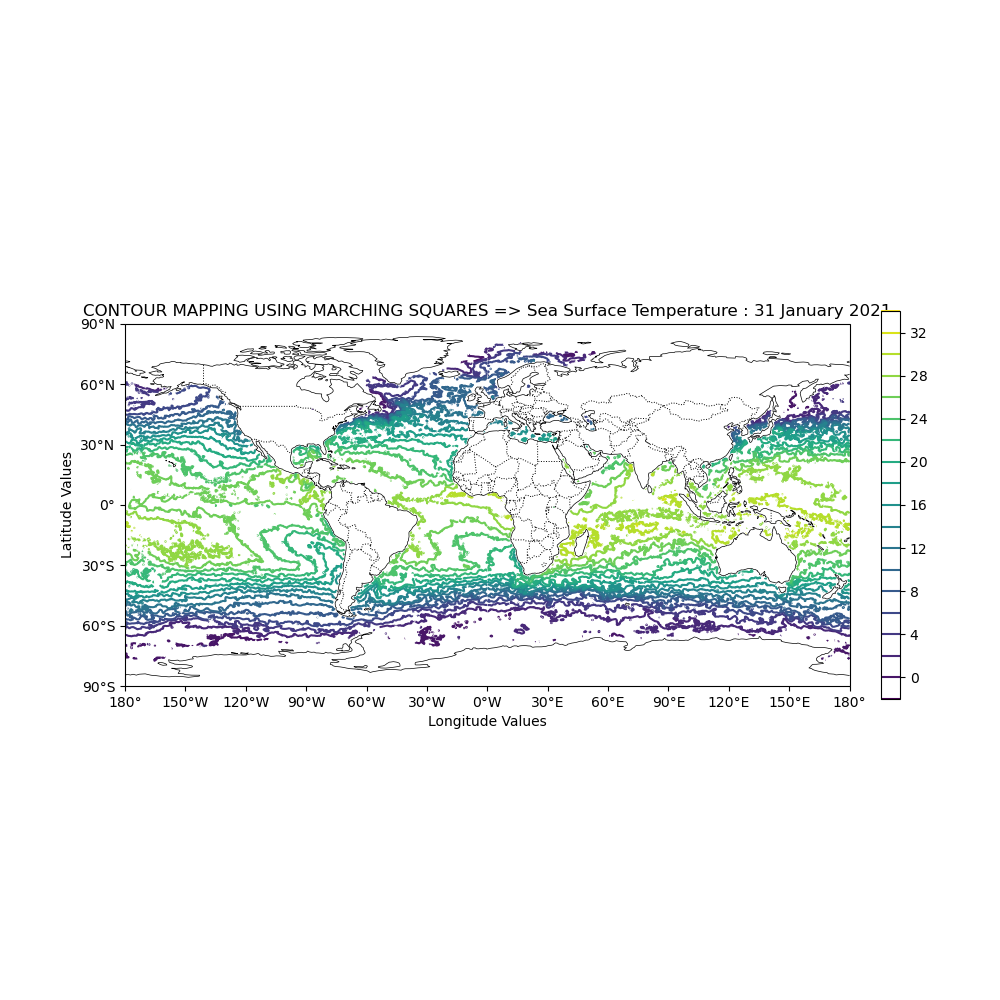 CONTOUR MAPPING USING MARCHING SQUARES => Sea Surface Temperature : 31 January 2021
90°N
60°N
30°N
0°
30°S
60°S
90°S
Latitude Values
180° 150°W 120°W 90°W 60°W 30°W 0°W 30°E 60°E 90°E 120°E 150°E 180°
Longitude Values
32
28
24
20
16
12
8
4
0